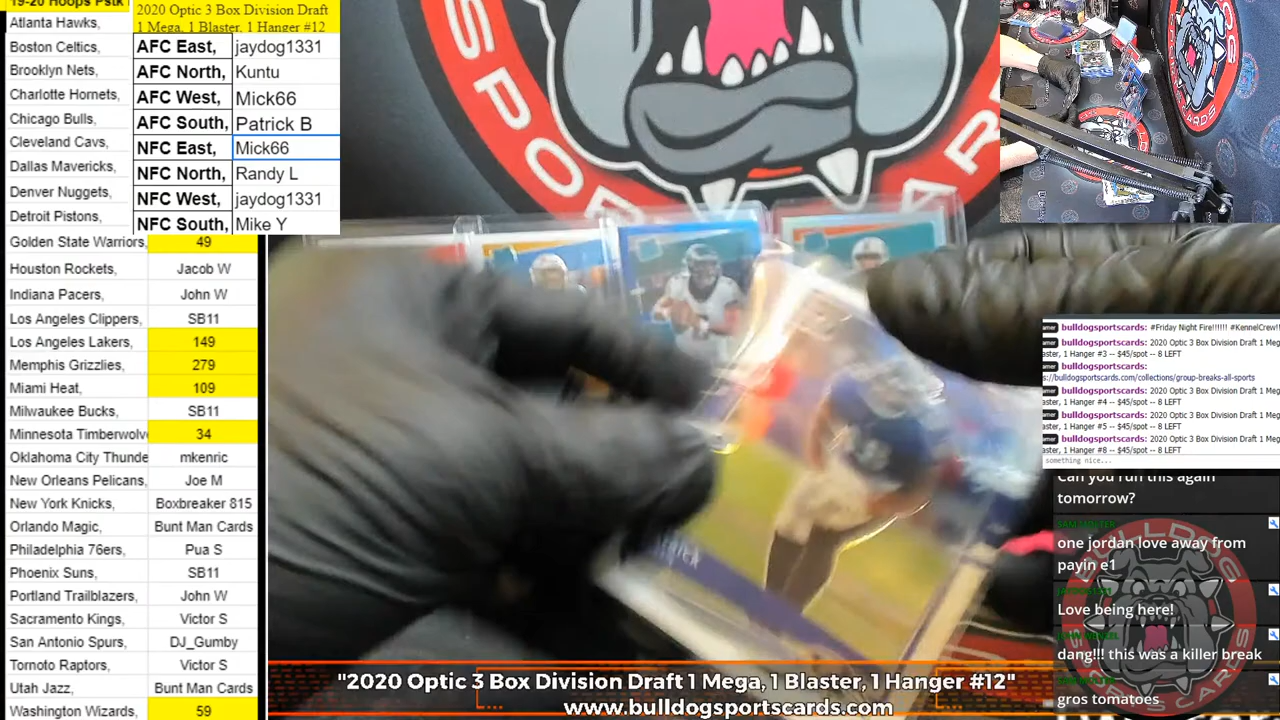 19-20 Hoops Pstk
2020 Optic 3 Box Division Draft
1 Mega, 1 Blaster, 1 Hanger #12
Atlanta Hawks,
Boston Celtics,
Brooklyn Nets,
Charlotte Hornets,
Chicago Bulls,
Cleveland Cavs,
Dallas Mavericks,
Denver Nuggets,
Detroit Pistons,
AFC East, jaydog1331
AFC North, Kuntu
AFC West, Mick66
AFC South, Patrick B
NFC East, Mick66
NFC North, Randy L
NFC West, jaydog1331
NFC South, Mike Y
Golden State Warriors, 49
Houston Rockets, Jacob W
Indiana Pacers, John W
Los Angeles Clippers, SB11
Los Angeles Lakers, 149
Memphis Grizzlies, 279
Miami Heat, 109
Milwaukee Bucks, SB11
Minnesota Timberwolv 34
Oklahoma City Thunde mkenric
New Orleans Pelicans, Joe M
New York Knicks, Boxbreaker 815
Orlando Magic, Bunt Man Cards
Philadelphia 76ers, Pua S
Phoenix Suns, SB11
Portland Trailblazers, John W
Sacramento Kings, Victor S
San Antonio Spurs, DJ_Gumby
Tornoto Raptors, Victor S
Utah Jazz, Bunt Man Cards
Washington Wizards, 59
SPOR
AR
bulldogsportscards: #Friday Night Fire!!!!!! #KennelCrew!
bulldogsportscards: 2020 Optic 3 Box Division Draft 1 Meg
aster, 1 Hanger #3 -- $45/spot -- 8 LEFT
bulldogsportscards:
s://bulldogsportscards.com/collections/group-breaks-all-sports
bulldogsportscards: 2020 Optic 3 Box Division Draft 1 Meg
aster, 1 Hanger #4 -- $45/spot -- 8 LEFT
bulldogsportscards: 2020 Optic 3 Box Division Draft 1 Meg
aster, 1 Hanger #5 -- $45/spot -- 8 LEFT
bulldogsportscards: 2020 Optic 3 Box Division Draft 1 Meg
aster, 1 Hanger #8 -- $45/spot -- 8 LEFT
something nice...
Can you run this again
tomorrow?
one jordan love away from
payin e1
Love being here!
dang!!! this was a killer break
gros tomatoes
BULLDOG
SPORTSCARDS
"2020 Optic 3 Box Division Draft 1 Mega, 1 Blaster, 1 Hanger #12"
www.bulldogsportscards.com